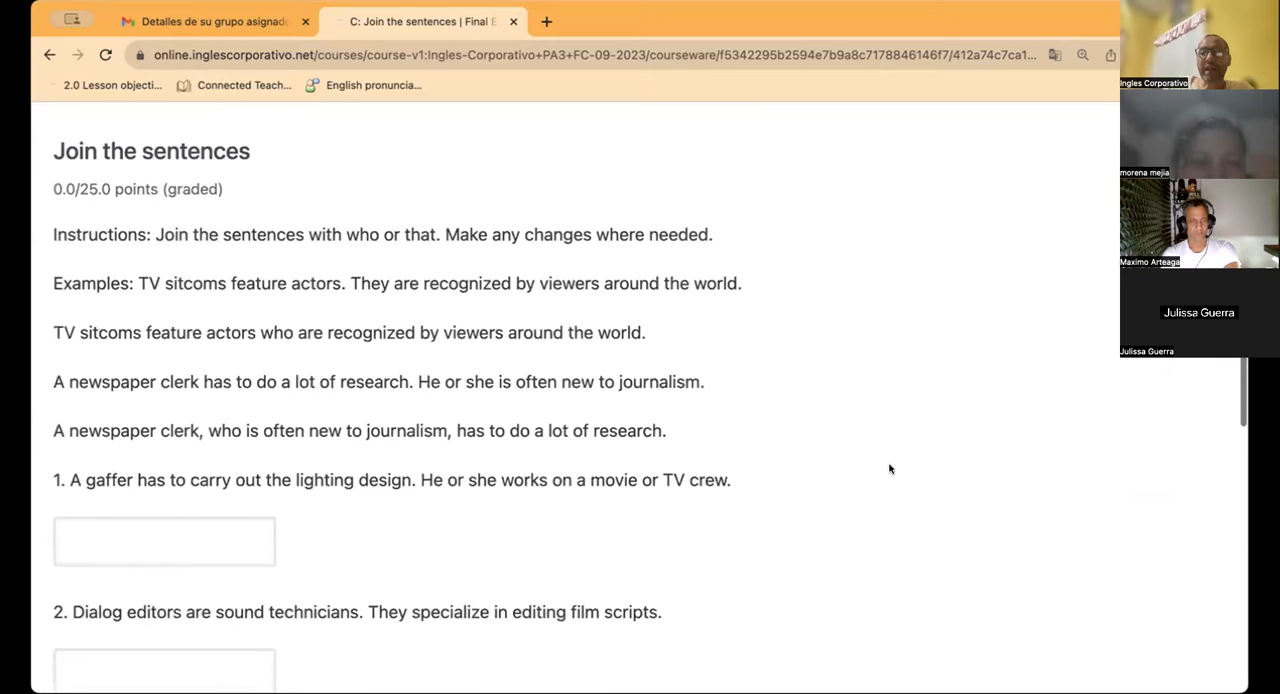 Detalles de su grupo asignado
C: Join the sentences | Final E
online.inglescorporativo.net/courses/course-v1:Ingles-Corporativo+PA3+FC-09-2023/courseware/f5342295b2594e7b9a8c7178846146f7/412a74c7ca1...
2.0 Lesson objecti... Connected Teach... English pronuncia...
Ingles Corporativo
morena mejia
Maximo Arteaga
Julissa Guerra
Julissa Guerra
Join the sentences
0.0/25.0 points (graded)
Instructions: Join the sentences with who or that. Make any changes where needed.
Examples: TV sitcoms feature actors. They are recognized by viewers around the world.
TV sitcoms feature actors who are recognized by viewers around the world.
A newspaper clerk has to do a lot of research. He or she is often new to journalism.
A newspaper clerk, who is often new to journalism, has to do a lot of research.
1. A gaffer has to carry out the lighting design. He or she works on a movie or TV crew.
2. Dialog editors are sound technicians. They specialize in editing film scripts.